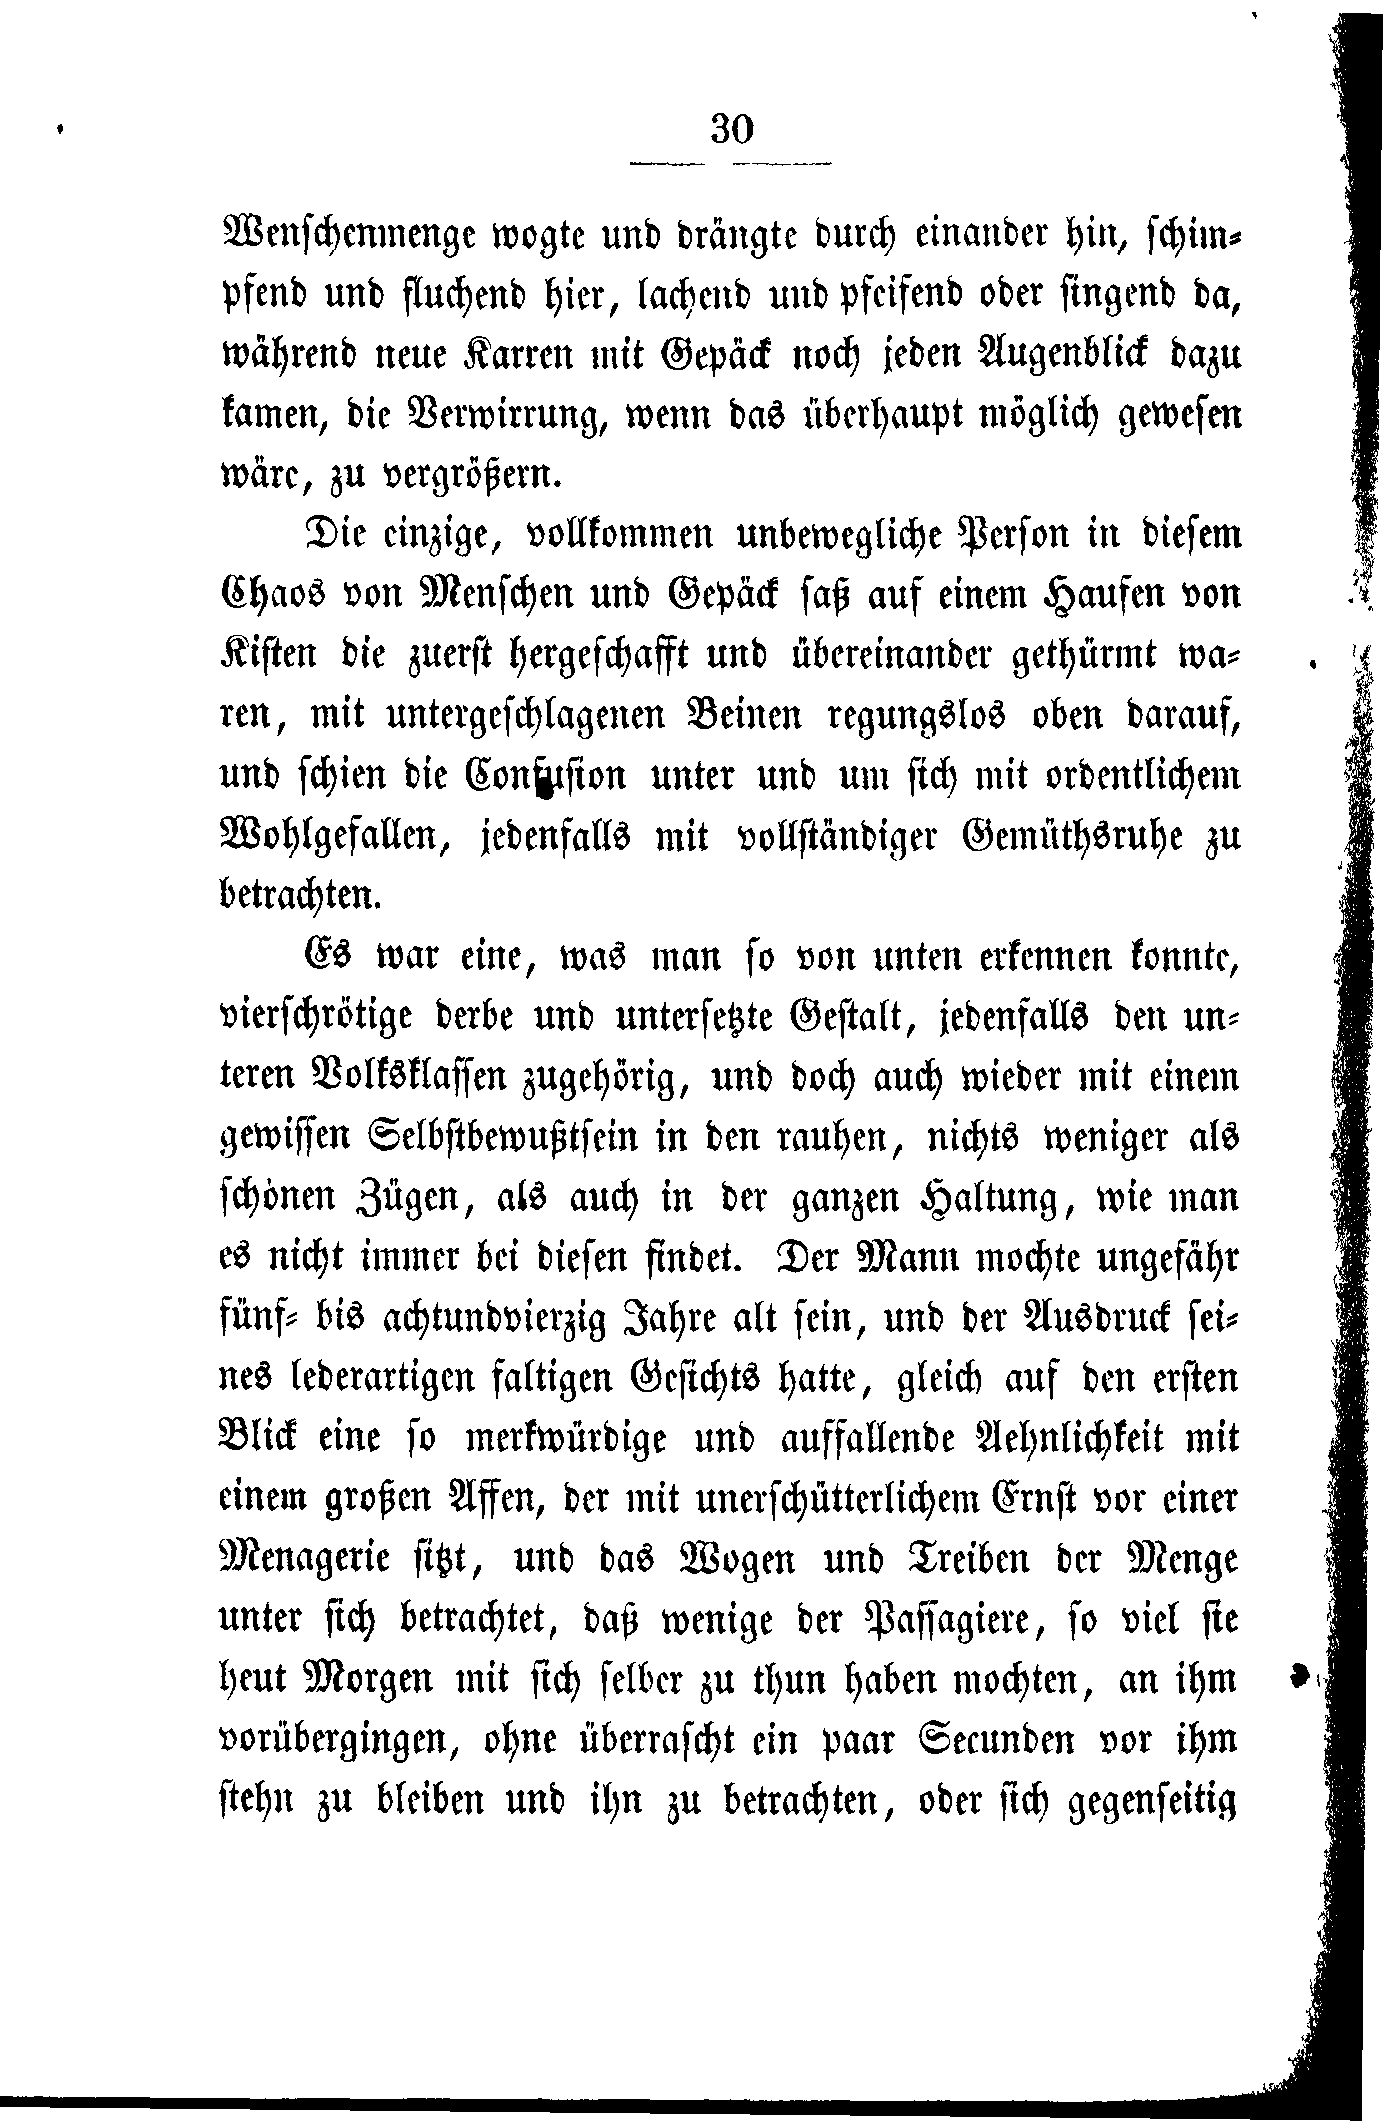 30
Wenschenmenge wogte und drängte durch einander hin, schim-
pfend und fluchend hier, lachend und pfeifend oder singend da,
während neue Karren mit Gepäck noch jeden Augenblick dazu
kamen, die Verwirrung, wenn das überhaupt möglich gewesen
wäre, zu vergrößern.
Die einzige, vollkommen unbewegliche Person in diesem
Chaos von Menschen und Gepäck saß auf einem Haufen von
Kisten die zuerst hergeschafft und übereinander gethürmt wa-
ren, mit untergeschlagenen Beinen regungslos oben darauf,
und schien die Confusion unter und um sich mit ordentlichem
Wohlgefallen, jedenfalls mit vollständiger Gemüthsruhe zu
betrachten.
Es war eine, was man so von unten erkennen konnte,
vierschrötige derbe und untersetzte Gestalt, jedenfalls den un-
teren Volksklassen zugehörig, und doch auch wieder mit einem
gewissen Selbstbewußtsein in den rauhen, nichts weniger als
schönen Zügen, als auch in der ganzen Haltung, wie man
es nicht immer bei diesen findet. Der Mann mochte ungefähr
fünf- bis achtundvierzig Jahre alt sein, und der Ausdruck sei-
nes lederartigen faltigen Gesichts hatte, gleich auf den ersten
Blick eine so merkwürdige und auffallende Aehnlichkeit mit
einem großen Affen, der mit unerschütterlichem Ernst vor einer
Menagerie sitzt, und das Wogen und Treiben der Menge
unter sich betrachtet, daß wenige der Passagiere, so viel sie
heut Morgen mit sich selber zu thun haben mochten, an ihm
vorübergingen, ohne überrascht ein paar Secunden vor ihm
stehn zu bleiben und ihn zu betrachten, oder sich gegenseitig